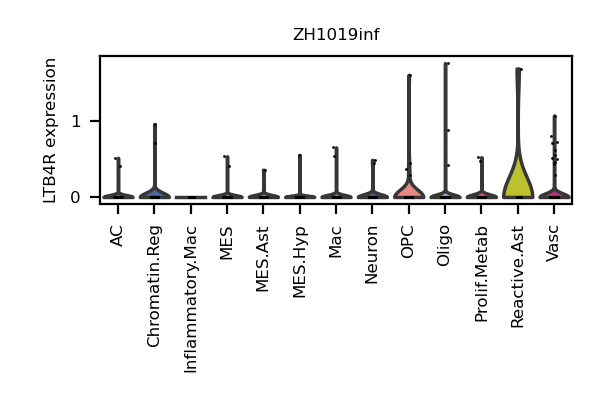 ZH1019inf
LTB4R expression
1
0
AC
Chromatin.Reg
Inflammatory.Mac
MES
MES.Ast
MES.Hyp
Mac
Neuron
OPC
Oligo
Prolif.Metab
Reactive.Ast
Vasc